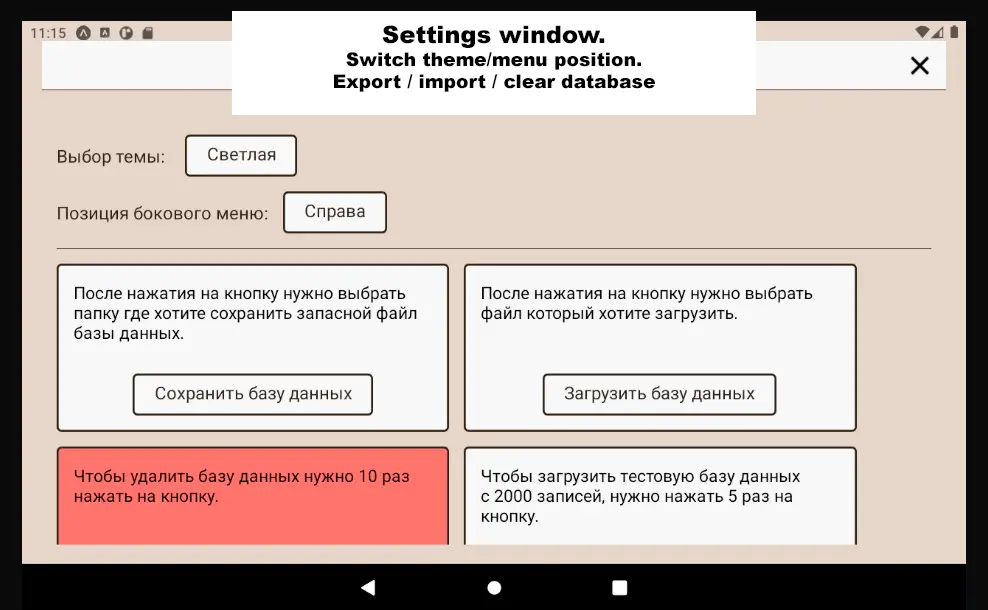 11:15
Settings window.
Switch theme/menu position.
Export / import / clear database
Выбор темы:
Светлая
Позиция бокового меню:
Справа
После нажатия на кнопку нужно выбрать
папку где хотите сохранить запасной файл
базы данных.
Сохранить базу данных
После нажатия на кнопку нужно выбрать
файл который хотите загрузить.
Загрузить базу данных
Чтобы удалить базу данных нужно 10 раз
нажать на кнопку.
Чтобы загрузить тестовую базу данных
с 2000 записей, нужно нажать 5 раз на
кнопку.